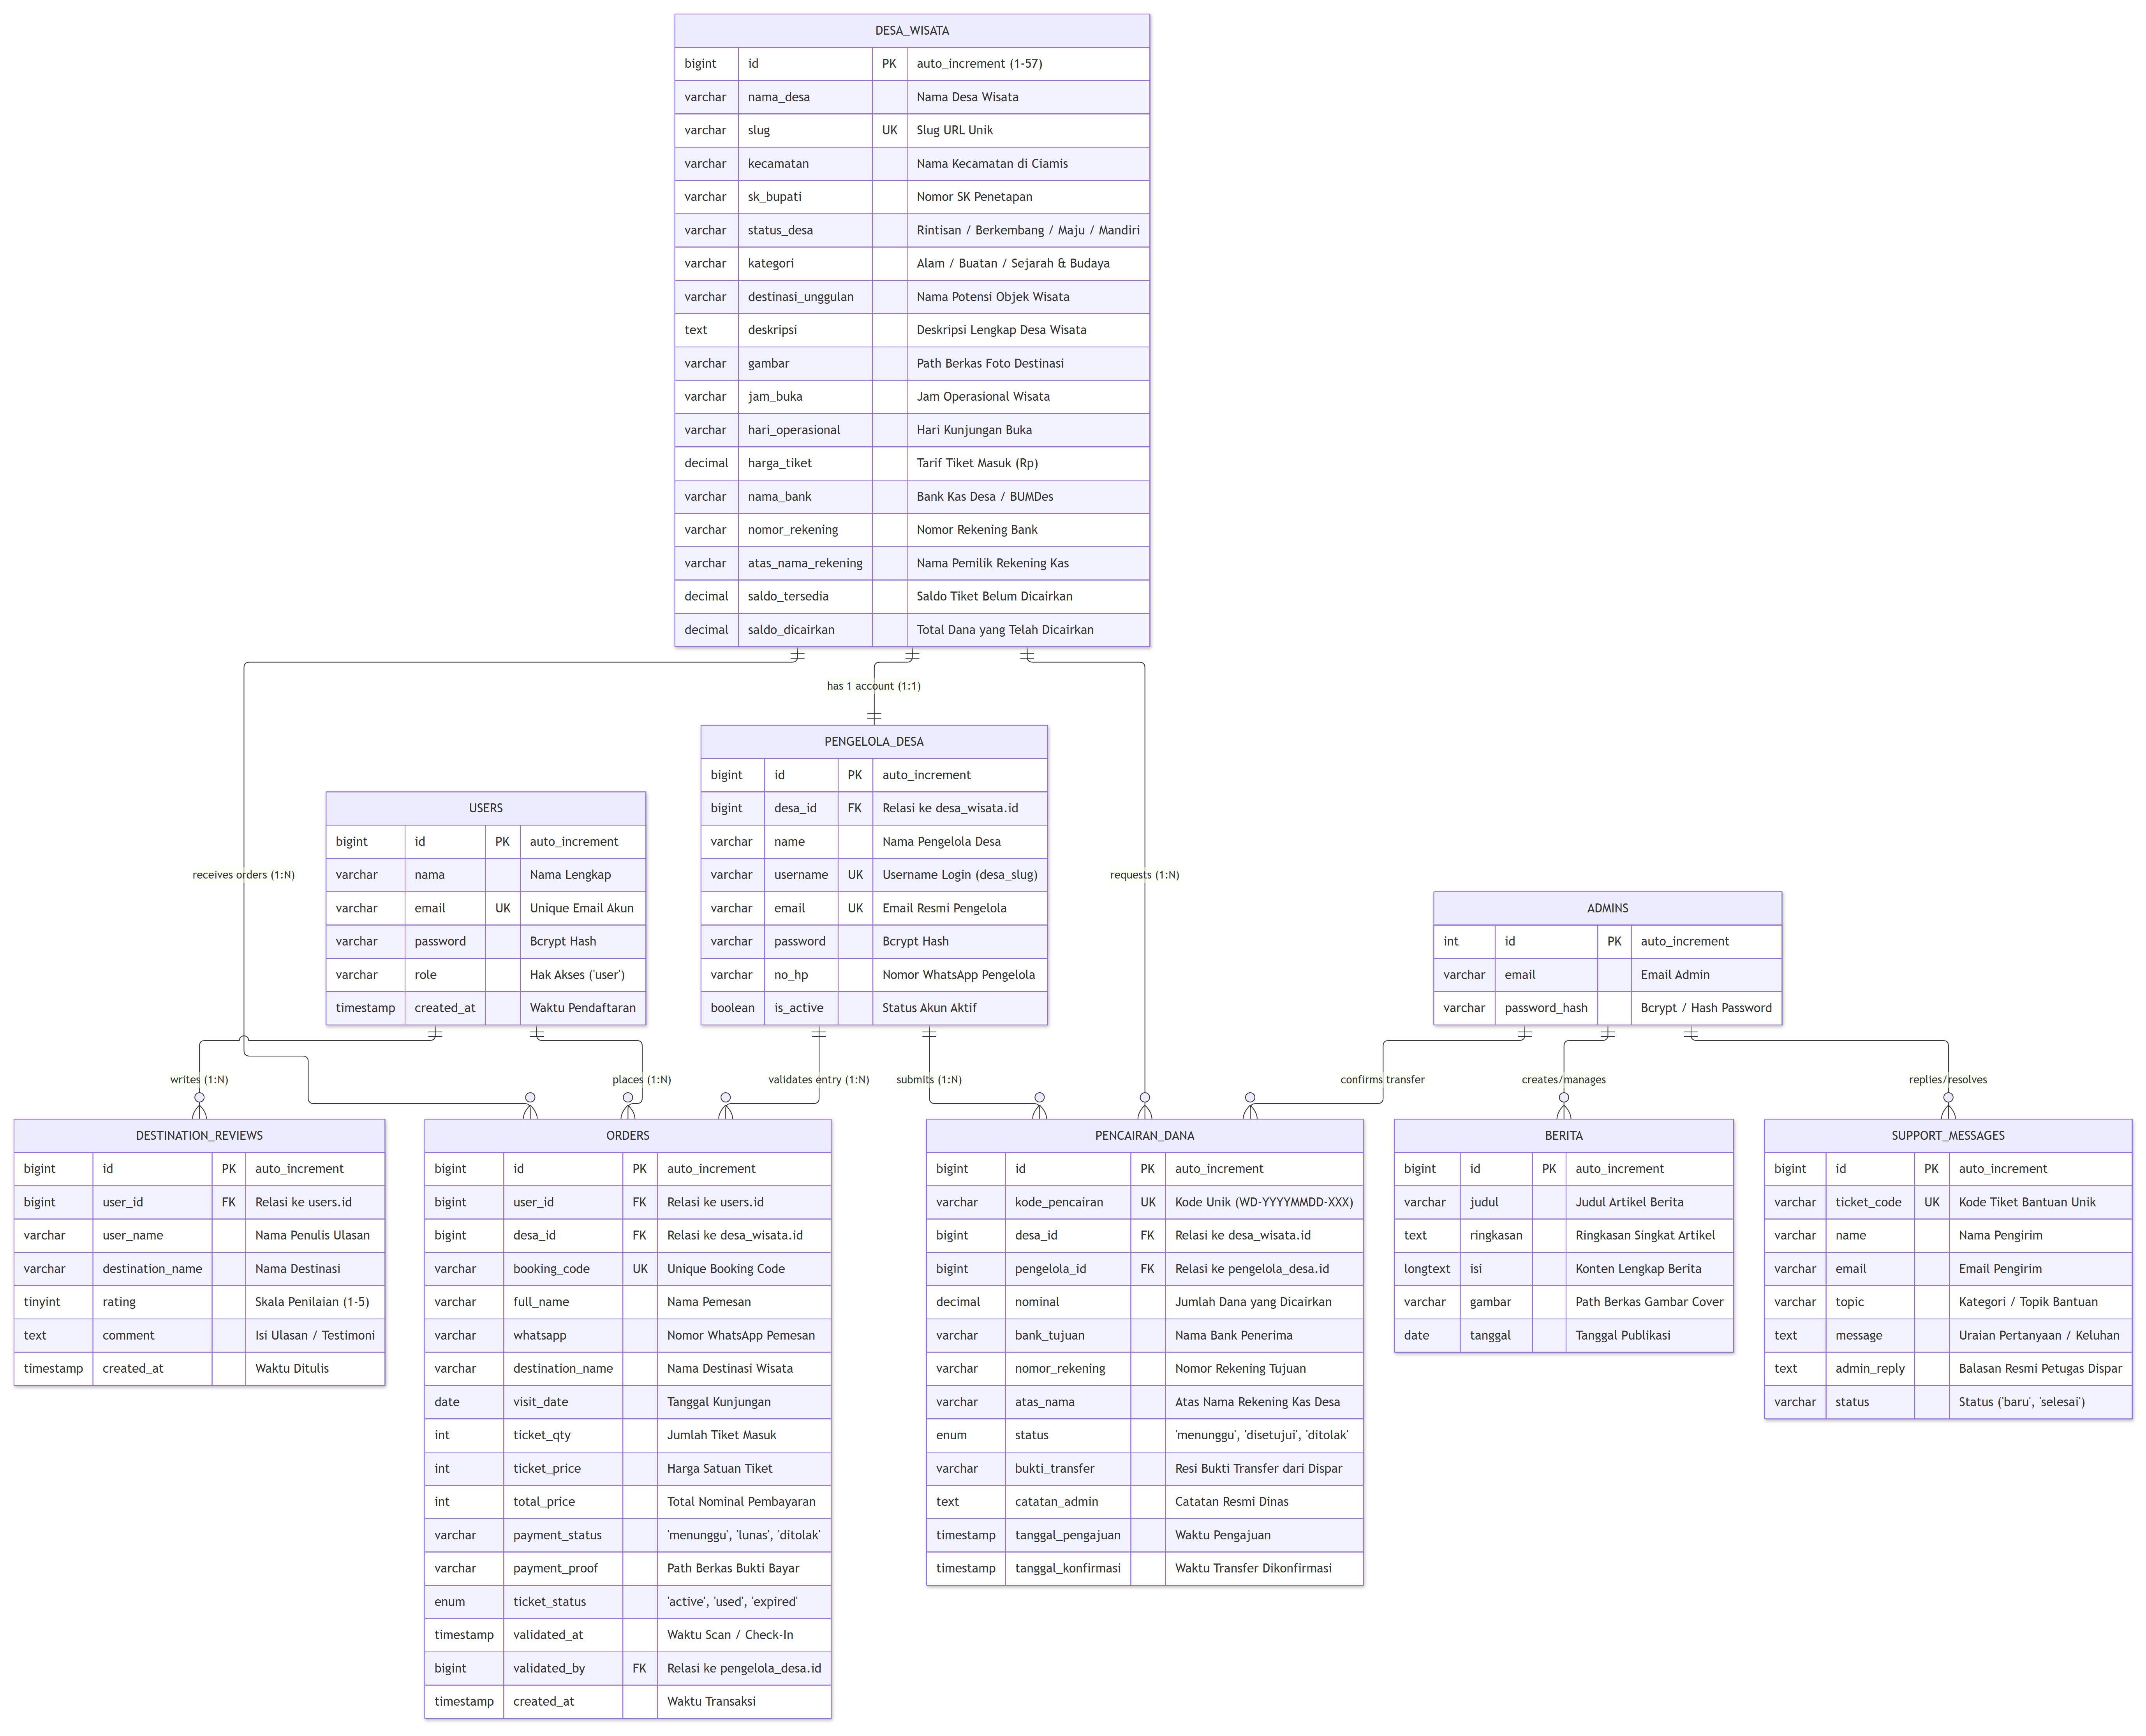 DESA_WISATA
bigint id PK auto_increment (1-57)
varchar nama_desa Nama Desa Wisata
varchar slug UK Slug URL Unik
varchar kecamatan Nama Kecamatan di Ciamis
varchar sk_bupati Nomor SK Penetapan
varchar status_desa Rintisan / Berkembang / Maju / Mandiri
varchar kategori Alam / Buatan / Sejarah & Budaya
varchar destinasi_unggulan Nama Potensi Objek Wisata
text deskripsi Deskripsi Lengkap Desa Wisata
varchar gambar Path Berkas Foto Destinasi
varchar jam_buka Jam Operasional Wisata
varchar hari_operasional Hari Kunjungan Buka
decimal harga_tiket Tarif Tiket Masuk (Rp)
varchar nama_bank Bank Kas Desa / BUMDes
varchar nomor_rekening Nomor Rekening Bank
varchar atas_nama_rekening Nama Pemilik Rekening Kas
decimal saldo_tersedia Saldo Tiket Belum Dicairkan
decimal saldo_dicairkan Total Dana yang Telah Dicairkan
has 1 account (1:1)
receives orders (1:N)
requests (1:N)
PENGELOLA_DESA
bigint id PK auto_increment
bigint desa_id FK Relasi ke desa_wisata.id
varchar name Nama Pengelola Desa
varchar username UK Username Login (desa_slug)
varchar email UK Email Resmi Pengelola
varchar password Bcrypt Hash
varchar no_hp Nomor WhatsApp Pengelola
boolean is_active Status Akun Aktif
USERS
bigint id PK auto_increment
varchar nama Nama Lengkap
varchar email UK Unique Email Akun
varchar password Bcrypt Hash
varchar role Hak Akses ('user')
timestamp created_at Waktu Pendaftaran
ADMINS
int id PK auto_increment
varchar email Email Admin
varchar password_hash Bcrypt / Hash Password
writes (1:N)
places (1:N)
validates entry (1:N)
submits (1:N)
confirms transfer
creates/manages
replies/resolves
DESTINATION_REVIEWS
bigint id PK auto_increment
bigint user_id FK Relasi ke users.id
varchar user_name Nama Penulis Ulasan
varchar destination_name Nama Destinasi
tinyint rating Skala Penilaian (1-5)
text comment Isi Ulasan / Testimoni
timestamp created_at Waktu Ditulis
ORDERS
bigint id PK auto_increment
bigint user_id FK Relasi ke users.id
bigint desa_id FK Relasi ke desa_wisata.id
varchar booking_code UK Unique Booking Code
varchar full_name Nama Pemesan
varchar whatsapp Nomor WhatsApp Pemesan
varchar destination_name Nama Destinasi Wisata
date visit_date Tanggal Kunjungan
int ticket_qty Jumlah Tiket Masuk
int ticket_price Harga Satuan Tiket
int total_price Total Nominal Pembayaran
varchar payment_status 'menunggu', 'lunas', 'ditolak'
varchar payment_proof Path Berkas Bukti Bayar
enum ticket_status 'active', 'used', 'expired'
timestamp validated_at Waktu Scan / Check-In
bigint validated_by FK Relasi ke pengelola_desa.id
timestamp created_at Waktu Transaksi
PENCAIRAN_DANA
bigint id PK auto_increment
varchar kode_pencairan UK Kode Unik (WD-YYYYMMDD-XXX)
bigint desa_id FK Relasi ke desa_wisata.id
bigint pengelola_id FK Relasi ke pengelola_desa.id
decimal nominal Jumlah Dana yang Dicairkan
varchar bank_tujuan Nama Bank Penerima
varchar nomor_rekening Nomor Rekening Tujuan
varchar atas_nama Atas Nama Rekening Kas Desa
enum status 'menunggu', 'disetujui', 'ditolak'
varchar bukti_transfer Resi Bukti Transfer dari Dispar
text catatan_admin Catatan Resmi Dinas
timestamp tanggal_pengajuan Waktu Pengajuan
timestamp tanggal_konfirmasi Waktu Transfer Dikonfirmasi
BERITA
bigint id PK auto_increment
varchar judul Judul Artikel Berita
text ringkasan Ringkasan Singkat Artikel
longtext isi Konten Lengkap Berita
varchar gambar Path Berkas Gambar Cover
date tanggal Tanggal Publikasi
SUPPORT_MESSAGES
bigint id PK auto_increment
varchar ticket_code UK Kode Tiket Bantuan Unik
varchar name Nama Pengirim
varchar email Email Pengirim
varchar topic Kategori / Topik Bantuan
text message Uraian Pertanyaan / Keluhan
text admin_reply Balasan Resmi Petugas Dispar
varchar status Status ('baru', 'selesai')